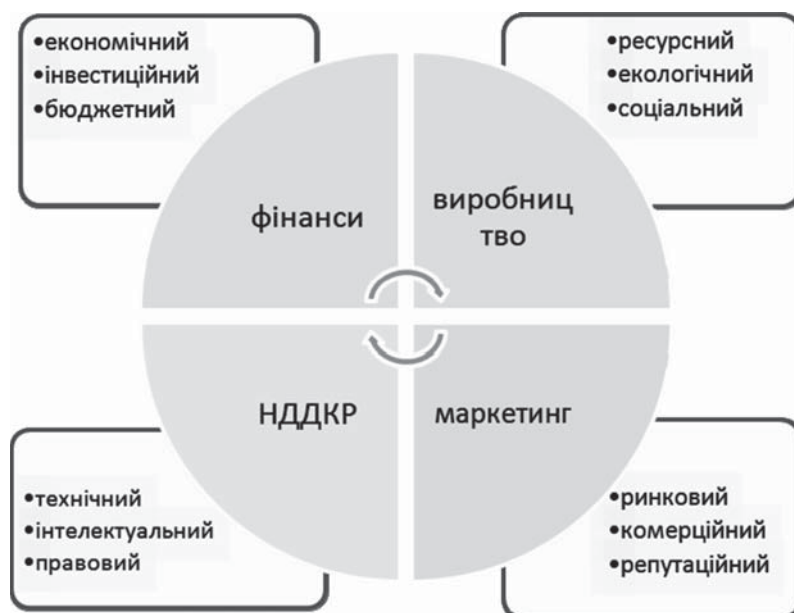 •економічний
•інвестиційний
•бюджетний
•ресурсний
•екологічний
•соціальний
фінанси
виробниц
тво
НДДКР
маркетинг
•технічний
•інтелектуальний
•правовий
•ринковий
•комерційний
•репутаційний